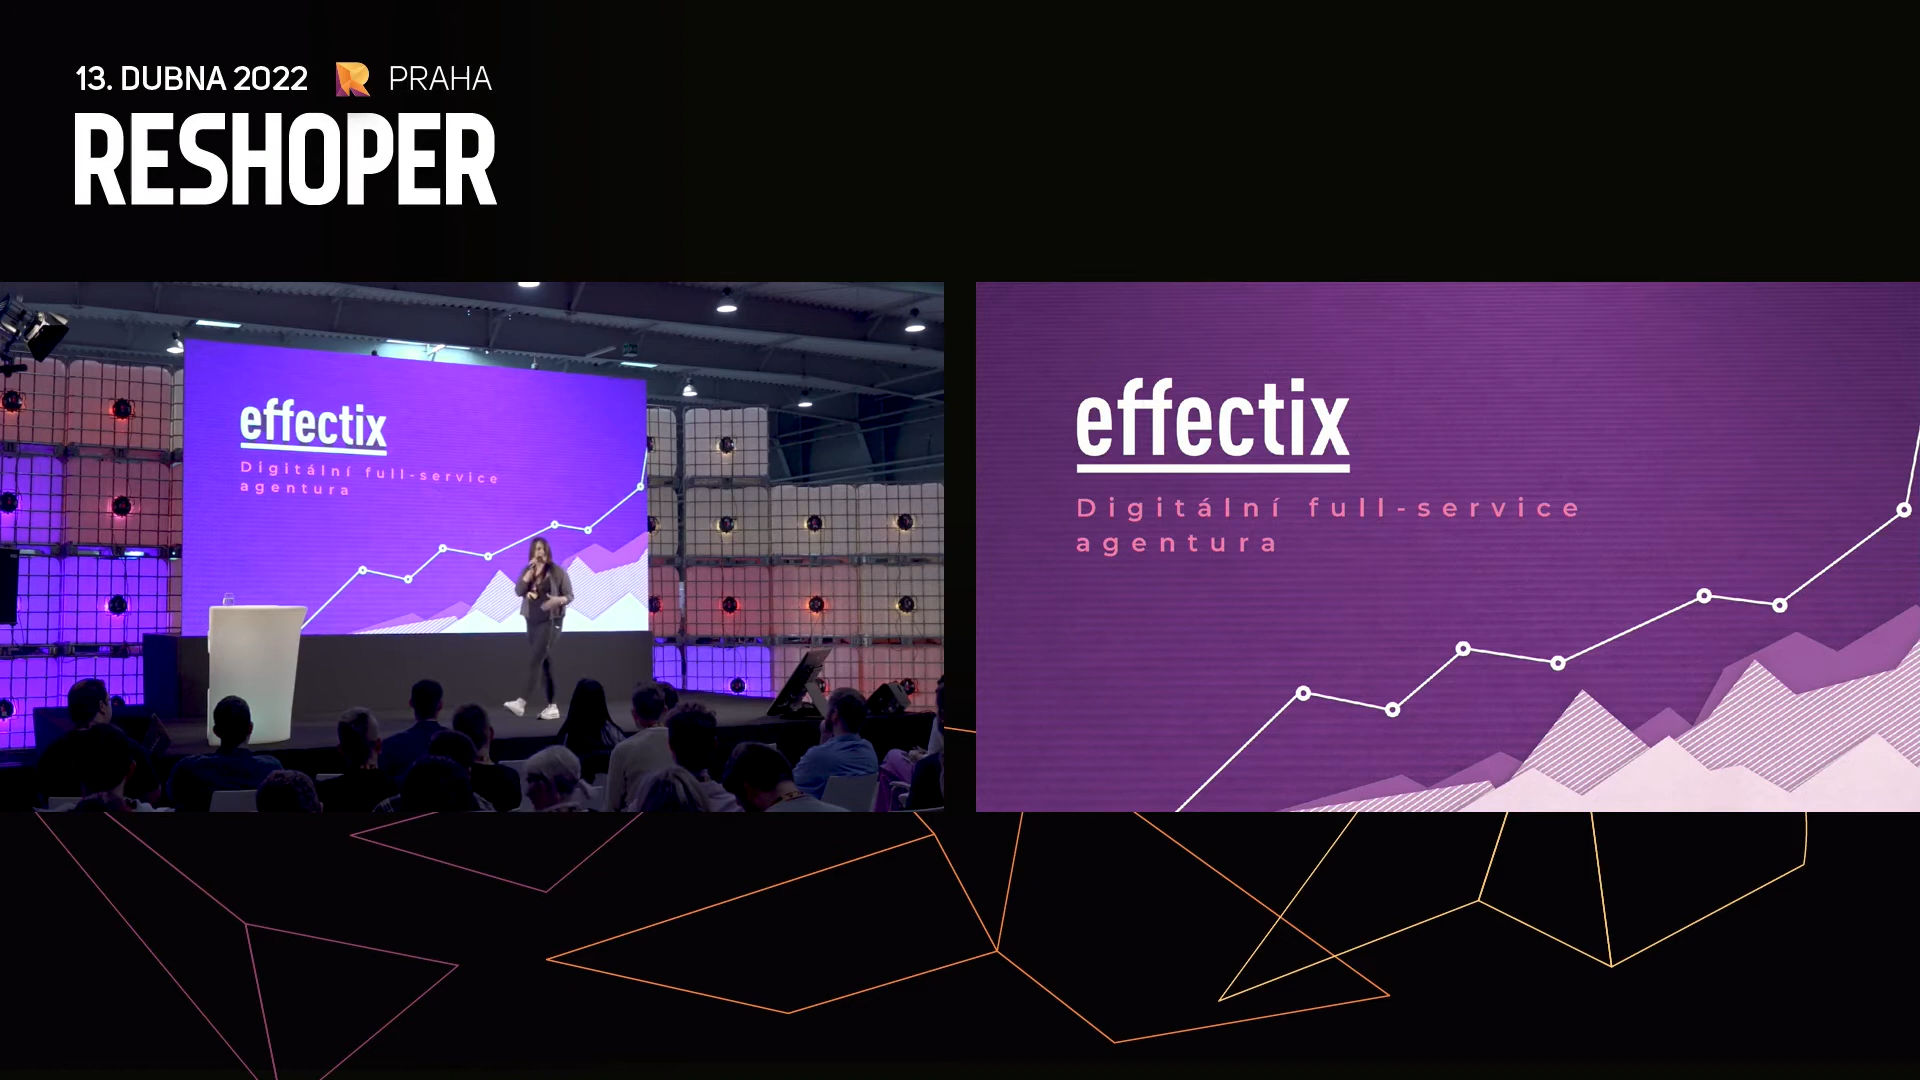 13. DUBNA 2022 PRAHA
RESHOPER
effectix
Digitální full-service
agentura
effectix
Digitální full-service
agentura